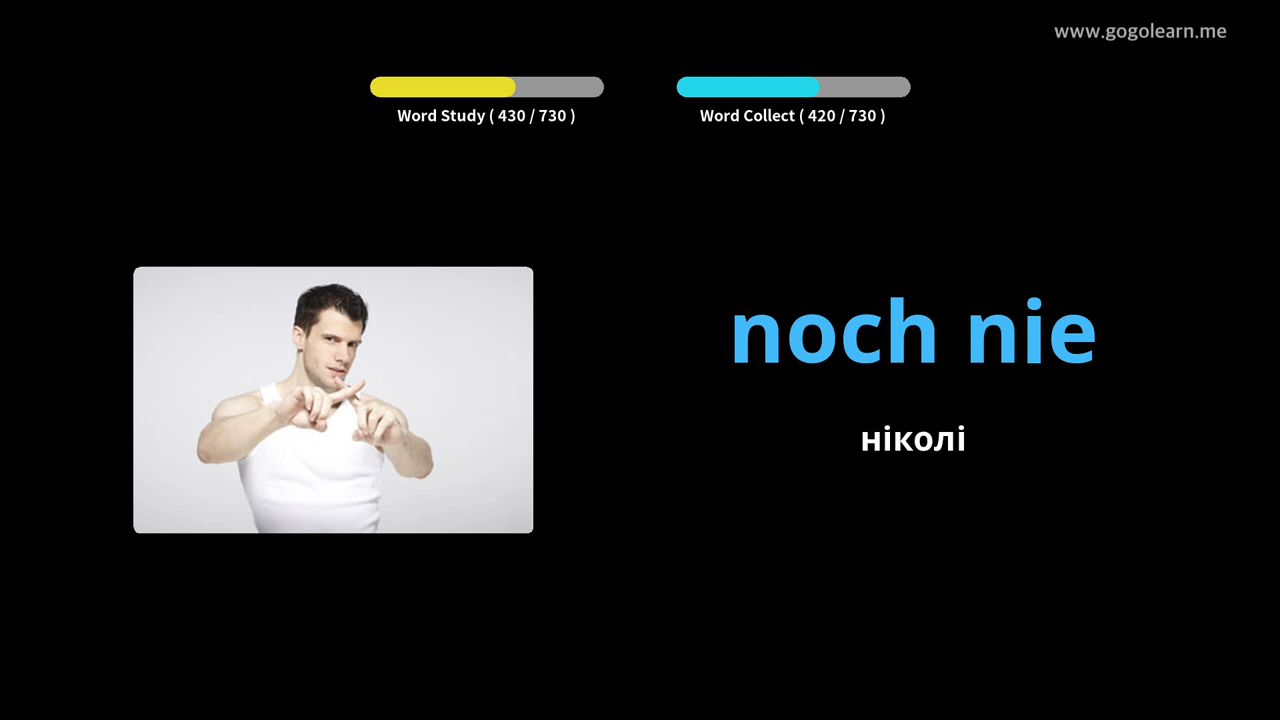 www.gogolearn.me
Word Study ( 430 / 730 )
Word Collect ( 420 / 730 )
noch nie
ніколі